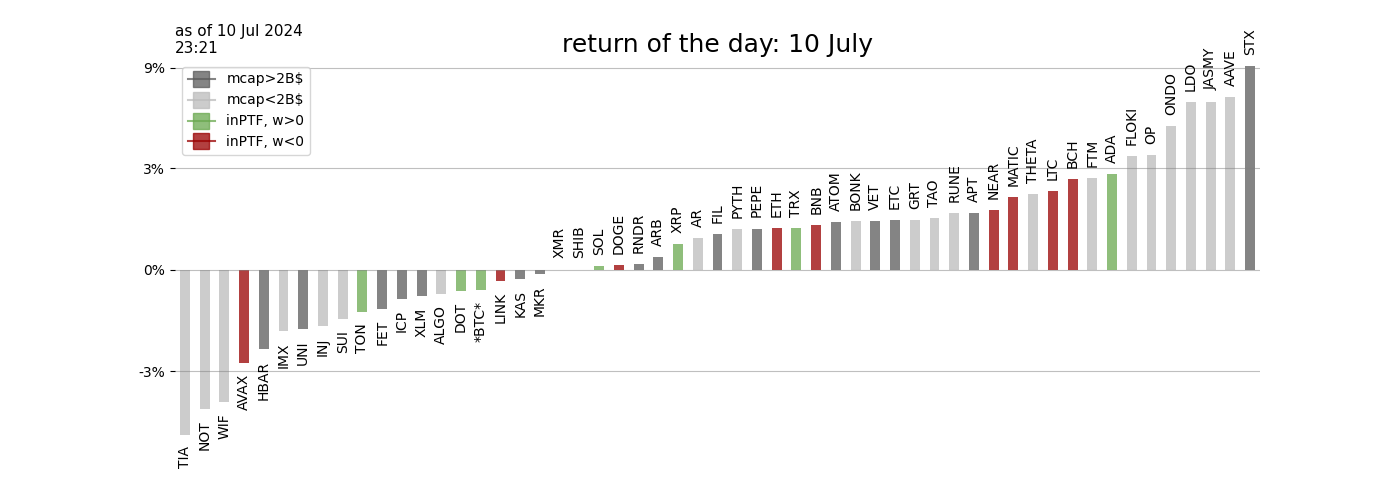 as of 10 Jul 2024
23:21
return of the day: 10 July
mcap>2B$
mcap<2B$
inPTF, w>0
inPTF, w<0
9%
3%
0%
-3%
TIA
NOT
WIF
AVAX
HBAR
IMX
UNI
INJ
SUI
TON
FET
ICP
XLM
ALGO
DOT
*BTC*
LINK
KAS
MKR
XMR
SHIB
SOL
DOGE
RNDR
ARB
XRP
AR
FIL
PYTH
PEPE
ETH
TRX
BNB
ATOM
BONK
VET
ETC
GRT
TAO
RUNE
APT
NEAR
MATIC
THETA
LTC
BCH
FTM
ADA
FLOKI
OP
ONDO
LDO
JASMY
AAVE
STX